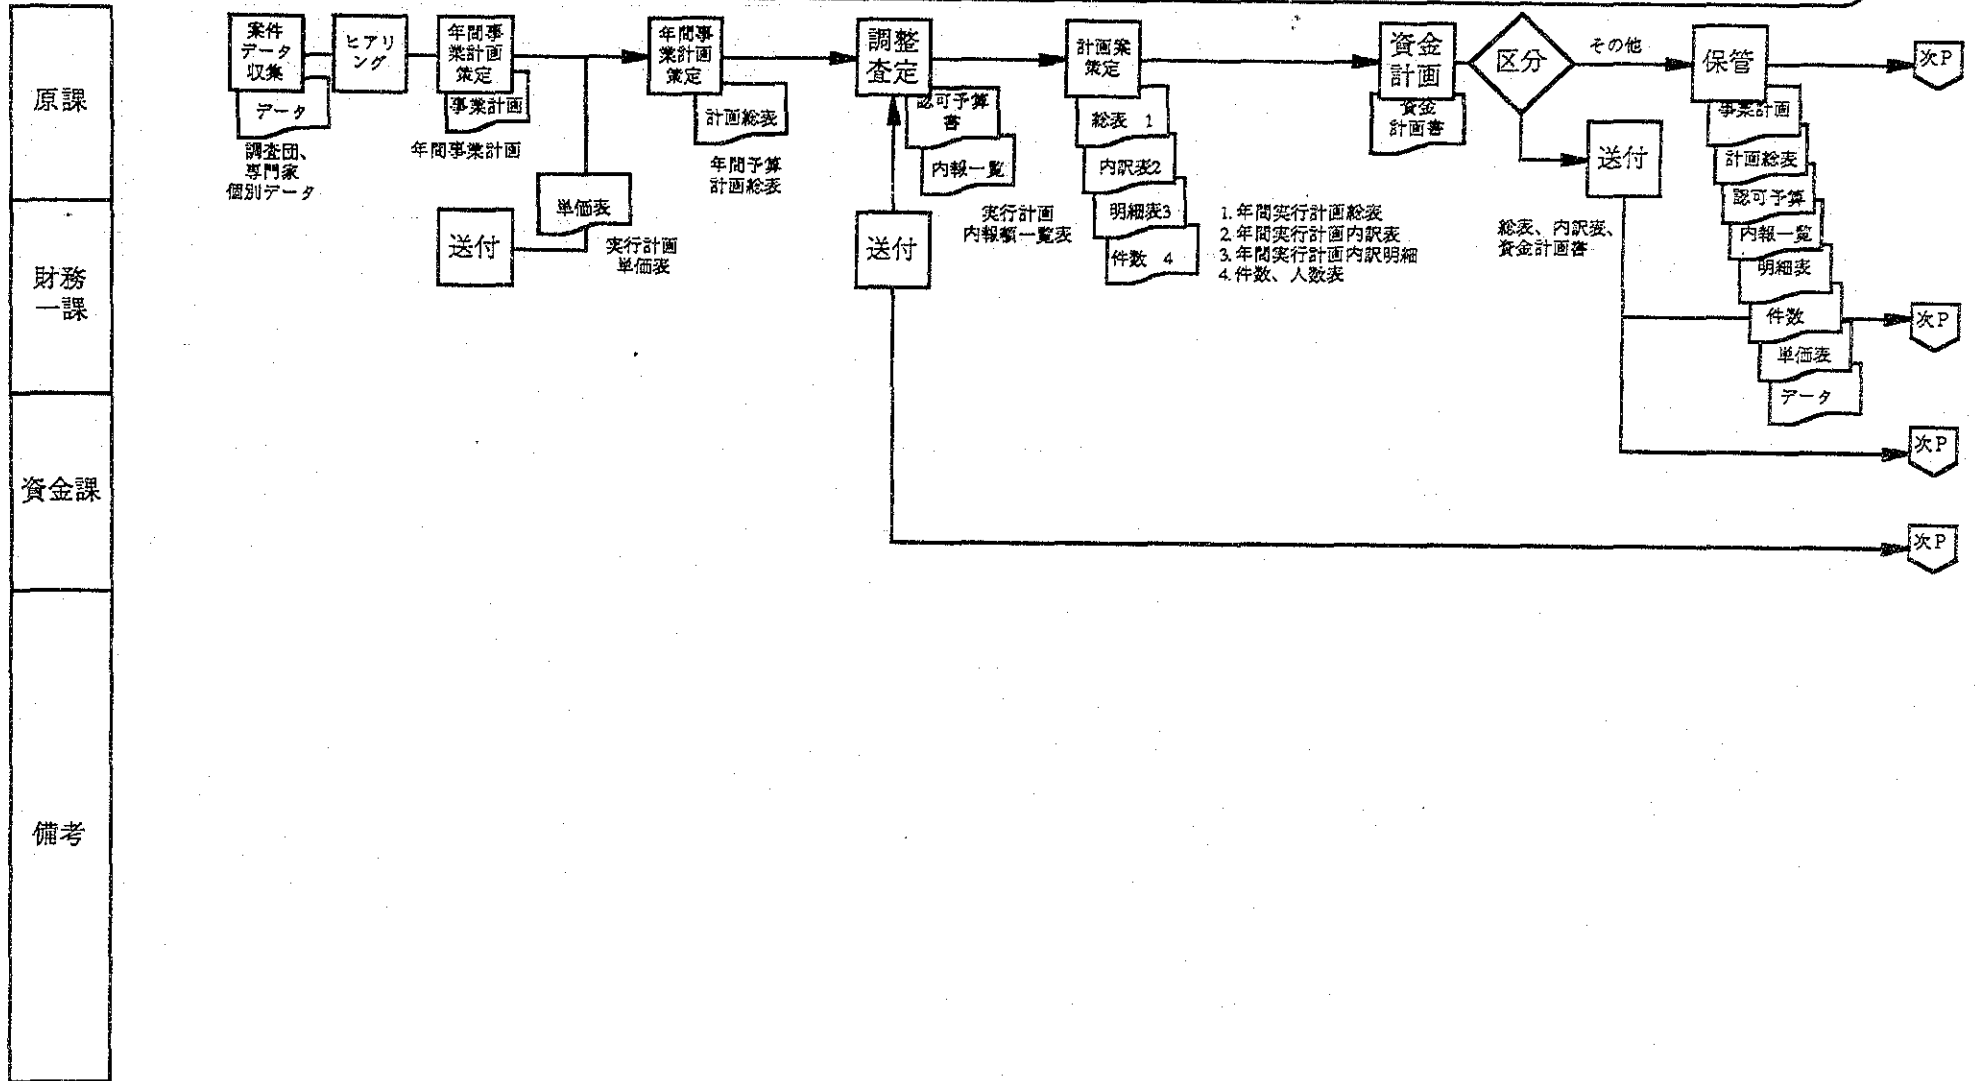 原課
案件
データ
収集
データ
調査団、
専門家
個別データ
ヒアリ
ング
年間事
業計画
策定
事業計画
年間事業計画
単価表
送付
実行計画
単価表
年間事
業計画
策定
計画総表
年間予算
計画総表
調整
査定
認可予算
書
内報一覧
実行計画
内報額一覧表
送付
計画案
策定
総表 1
内訳表2
明細表3
件数 4
1. 年間実行計画総表
2. 年間実行計画内訳表
3. 年間実行計画内訳明細
4. 件数、人数表
資金
計画
資金
計画書
区分
その他
送付
総表、内訳表、
資金計画書
保管
事業計画
計画総表
認可予算
内報一覧
明細表
件数
単価表
データ
次P
次P
次P
次P
財務
一課
資金課
備考